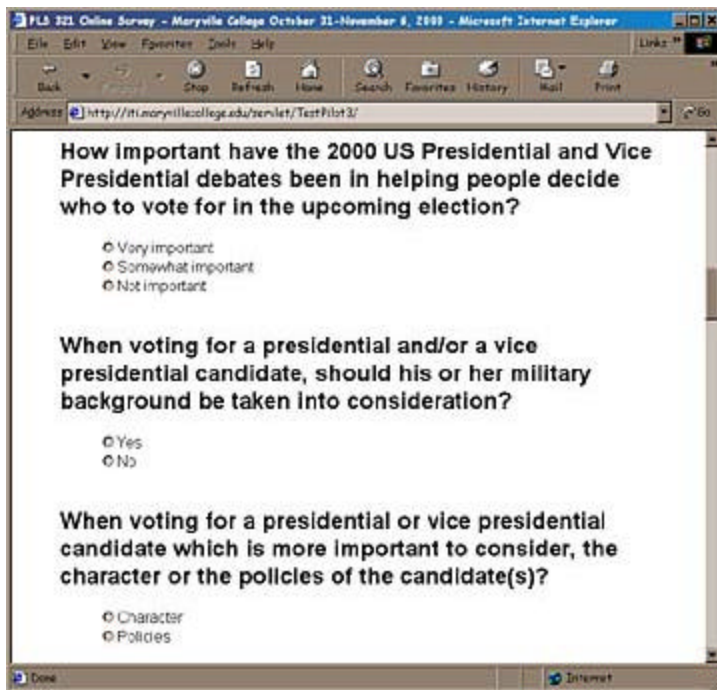 PLS 321 Online Survey - Maryville College October 31-November 6, 2000 - Microsoft Internet Explorer
File Edit View Favorites Tools Help Links »
Back Stop Refresh Home Search Favorites History Mail Print
Address http://iti.maryvillecollege.edu/servlet/TestPilot3/ Go
How important have the 2000 US Presidential and Vice
Presidential debates been in helping people decide
who to vote for in the upcoming election?
Very important
Somewhat important
Not important
When voting for a presidential and/or a vice
presidential candidate, should his or her military
background be taken into consideration?
Yes
No
When voting for a presidential or vice presidential
candidate which is more important to consider, the
character or the policies of the candidate(s)?
Character
Policies
Done Internet